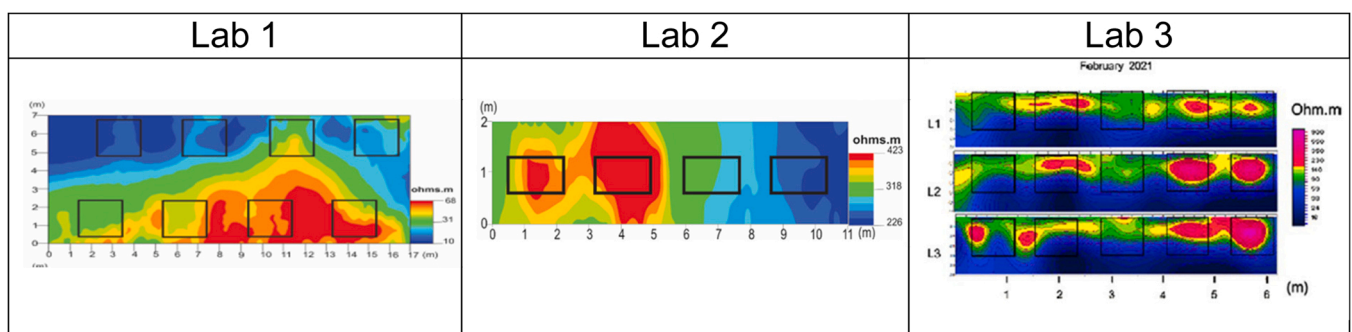 Lab 1
Lab 2
Lab 3
(m)
7
6
5
4
3
2
1
0
0 1 2 3 4 5 6 7 8 9 10 11 12 13 14 15 16 17 (m)
ohms.m
68
31
10
(m)
2
1
0
0 1 2 3 4 5 6 7 8 9 10 11 (m)
ohms.m
423
318
226
February 2021
L1
L2
L3
1 2 3 4 5 6 (m)
Ohm.m